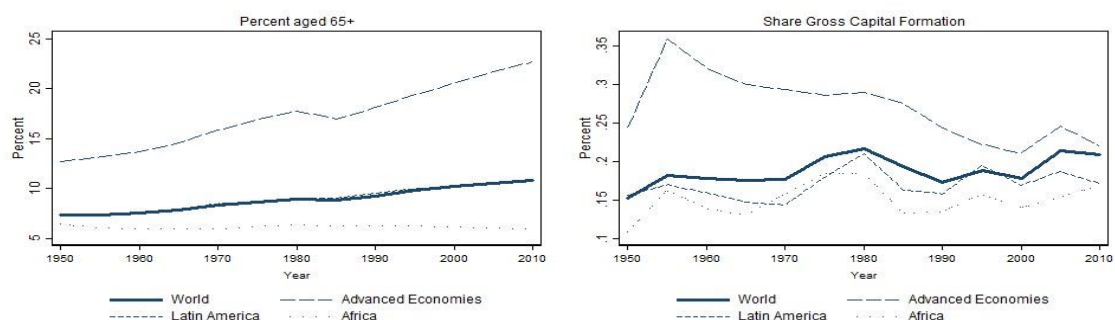 Percent aged 65+
25
20
15
10
5
Percent
1950 1960 1970 1980 1990 2000 2010
Year
World Advanced Economies
Latin America Africa
Share Gross Capital Formation
.35
.3
.25
.2
.15
.1
Percent
1950 1960 1970 1980 1990 2000 2010
Year
World Advanced Economies
Latin America Africa